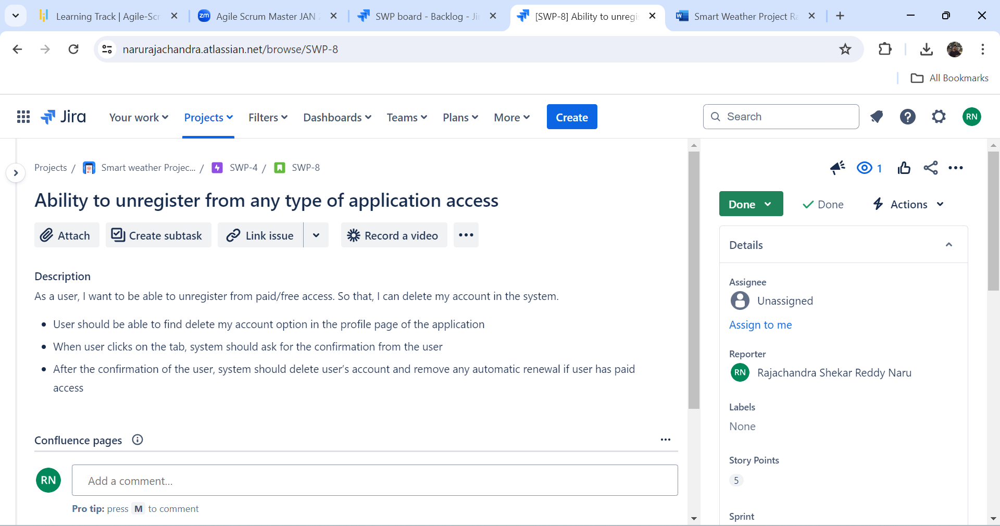 Learning Track | Agile-Scr
zm Agile Scrum Master JAN
SWP board - Backlog - Ji
[SWP-8] Ability to unregi
W Smart Weather Project Ra
narurajachandra.atlassian.net/browse/SWP-8
All Bookmarks
Jira
Your work Projects Filters Dashboards Teams Plans More Create
Search
RN
Projects / Smart weather Projec... / SWP-4 / SWP-8
1
Ability to unregister from any type of application access
Done Done Actions
Attach Create subtask Link issue Record a video
Details
Description
As a user, I want to be able to unregister from paid/free access. So that, I can delete my account in the system.
• User should be able to find delete my account option in the profile page of the application
• When user clicks on the tab, system should ask for the confirmation from the user
• After the confirmation of the user, system should delete user’s account and remove any automatic renewal if user has paid
access
Assignee
Unassigned
Assign to me
Reporter
RN Rajachandra Shekar Reddy Naru
Labels
None
Story Points
5
Sprint
Confluence pages
RN
Add a comment...
Pro tip: press M to comment